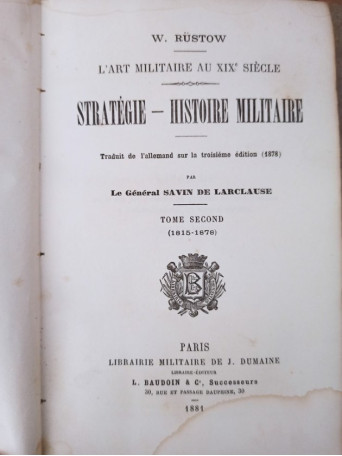 W. RÜSTOW
L'ART MILITAIRE AU XIXᵉ SIÈCLE
STRATÉGIE — HISTOIRE MILITAIRE
Traduit de l'allemand sur la troisième édition (1878)
PAR
Le Général SAVIN DE LARCLAUSE
TOME SECOND
(1815-1878)
PARIS
LIBRAIRIE MILITAIRE DE J. DUMAINE
LIBRAIRE-ÉDITEUR
L. BAUDOIN & Cᵉ, Successeurs
30, RUE ET PASSAGE DAUPHINE, 30
1881